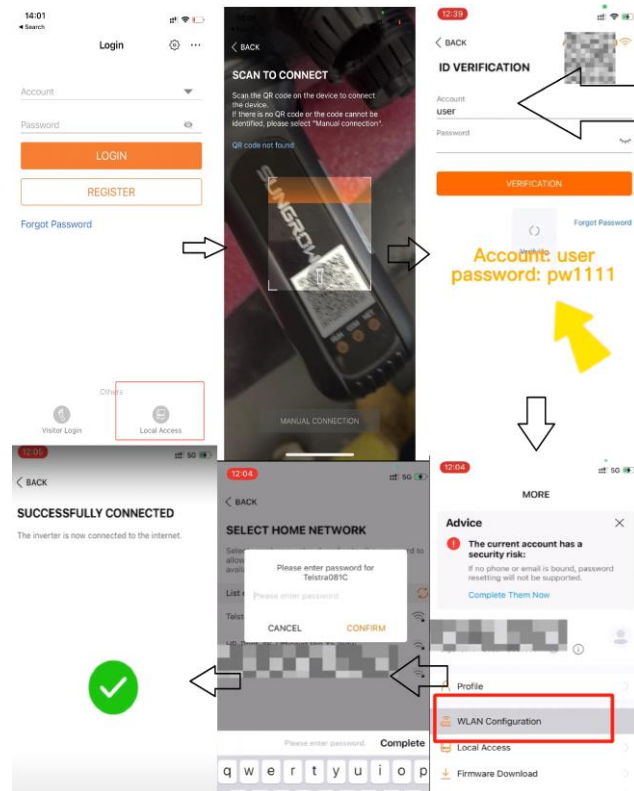 14:01
Search
Login
Account
Password
LOGIN
REGISTER
Forgot Password
Others
Visitor Login
Local Access
BACK
SCAN TO CONNECT
Scan the QR code on the device to connect
the device.
If there is no QR code or the code cannot be
identified, please select "Manual connection".
QR code not found
SUNGROW
RUN COM NET
MANUAL CONNECTION
12:39
BACK
ID VERIFICATION
Account
user
Password
VERIFICATION
Forgot Password
Account: user
password: pw1111
12:04
5G
MORE
Advice
The current account has a
security risk:
If no phone or email is bound, password
resetting will not be supported.
Complete Them Now
Profile
WLAN Configuration
Local Access
Firmware Download
12:04
5G
BACK
SELECT HOME NETWORK
Please enter password for
Telstra081C
Please enter password
CANCEL
CONFIRM
Please enter password
Complete
q w e r t y u i o p
12:05
5G
BACK
SUCCESSFULLY CONNECTED
The inverter is now connected to the internet.